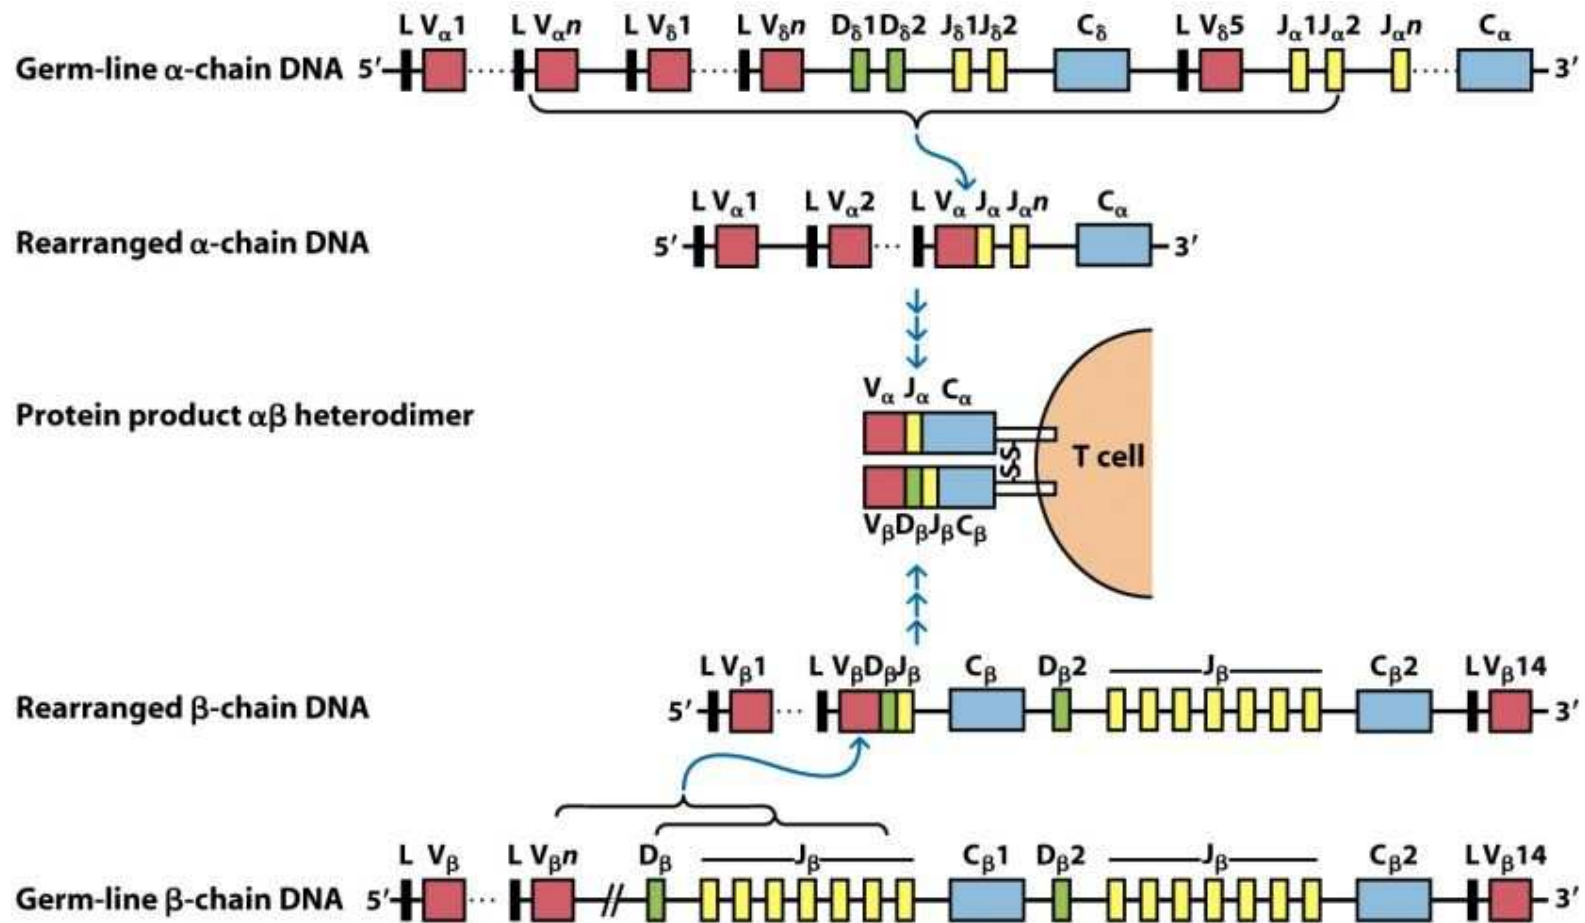 L Vα1 L Vαn L Vδ1 L Vδn Dδ1 Dδ2 Jδ1 Jδ2 Cδ L Vδ5 Jα1 Jα2 Jαn Cα
Germ-line α-chain DNA 5′ ..... ..... ..... 3′
L Vα1 L Vα2 L Vα Jα Jαn Cα
Rearranged α-chain DNA 5′ ... 3′
Vα Jα Cα
Protein product αβ heterodimer
SS
T cell
VβDβJβCβ
L Vβ1 L VβDβJβ Cβ Dβ2 Jβ Cβ2 L Vβ14
Rearranged β-chain DNA 5′ ... 3′
L Vβ L Vβn Dβ Jβ Cβ1 Dβ2 Jβ Cβ2 L Vβ14
Germ-line β-chain DNA 5′ ... // 3′